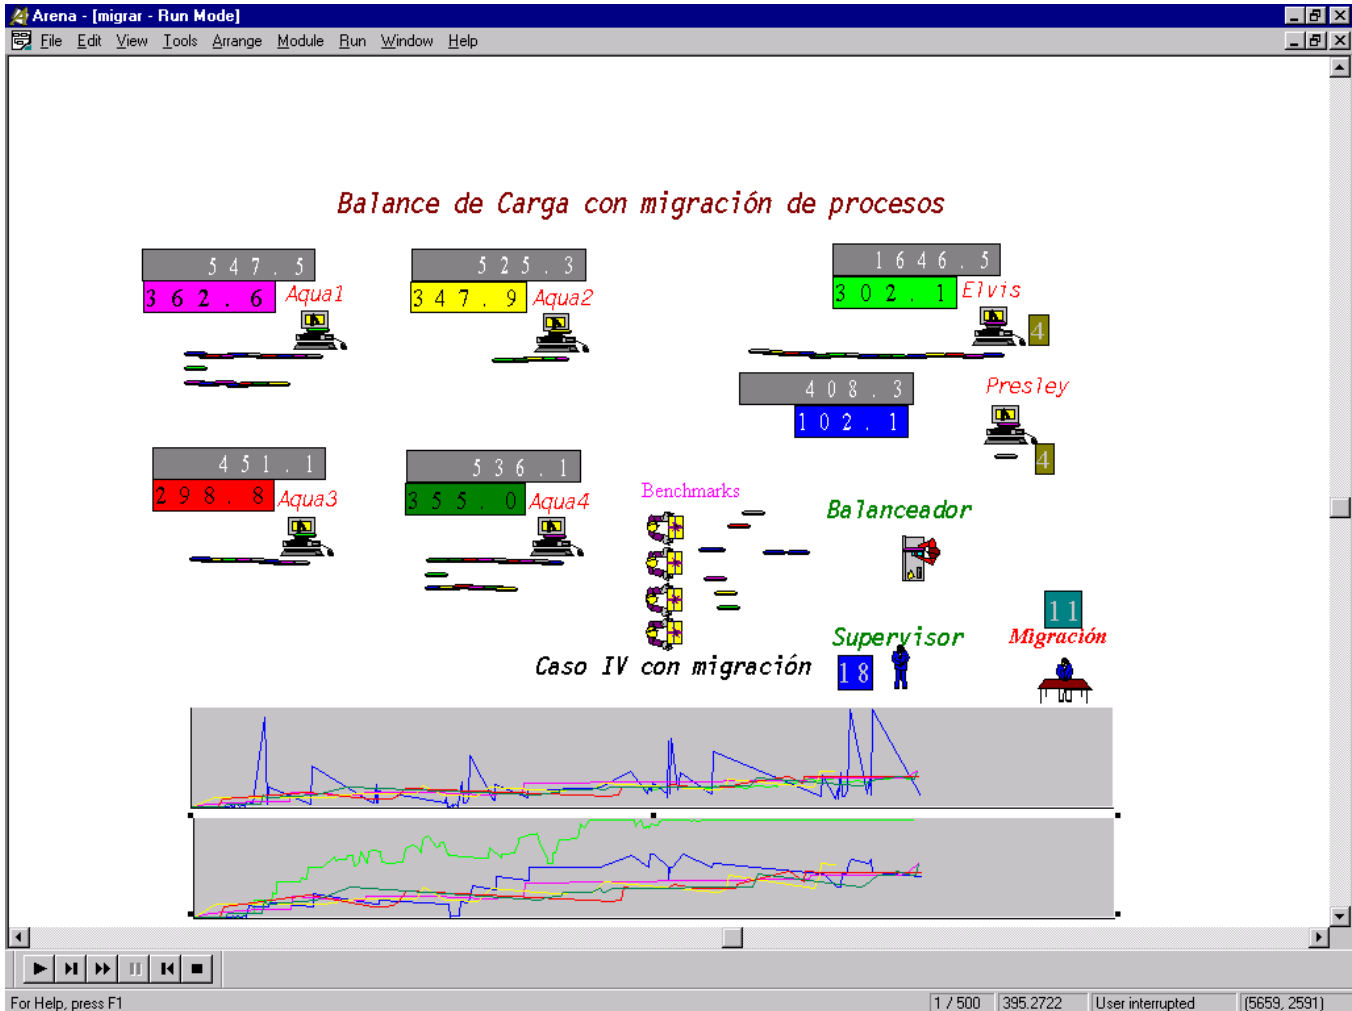 Arena - [migrar - Run Mode]
File Edit View Tools Arrange Module Run Window Help
Balance de Carga con migración de procesos
547.5
362.6 Aqua1
525.3
347.9 Aqua2
1646.5
302.1 Elvis
4
408.3
102.1
Presley
4
451.1
298.8 Aqua3
536.1
355.0 Aqua4
Benchmarks
Balanceador
11
Supervisor
Migración
18
Caso IV con migración
For Help, press F1
1 / 500 395.2722 User interrupted (5659, 2591)